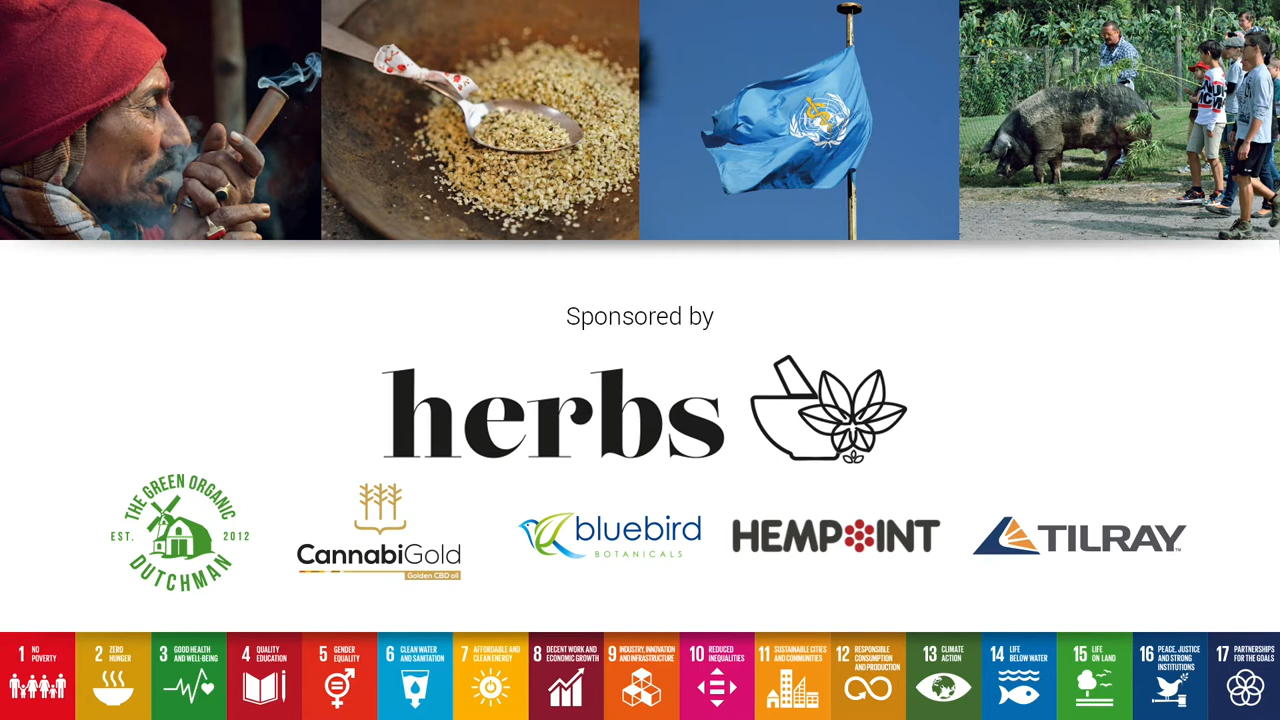 Sponsored by
herbs
THE GREEN ORGANIC
EST. 2012
DUTCHMAN
CannabiGold
Golden CBD oil
bluebird
BOTANICALS
HEMPOINT
TILRAY™
1 NO POVERTY
2 ZERO HUNGER
3 GOOD HEALTH AND WELL-BEING
4 QUALITY EDUCATION
5 GENDER EQUALITY
6 CLEAN WATER AND SANITATION
7 AFFORDABLE AND CLEAN ENERGY
8 DECENT WORK AND ECONOMIC GROWTH
9 INDUSTRY, INNOVATION AND INFRASTRUCTURE
10 REDUCED INEQUALITIES
11 SUSTAINABLE CITIES AND COMMUNITIES
12 RESPONSIBLE CONSUMPTION AND PRODUCTION
13 CLIMATE ACTION
14 LIFE BELOW WATER
15 LIFE ON LAND
16 PEACE, JUSTICE AND STRONG INSTITUTIONS
17 PARTNERSHIPS FOR THE GOALS